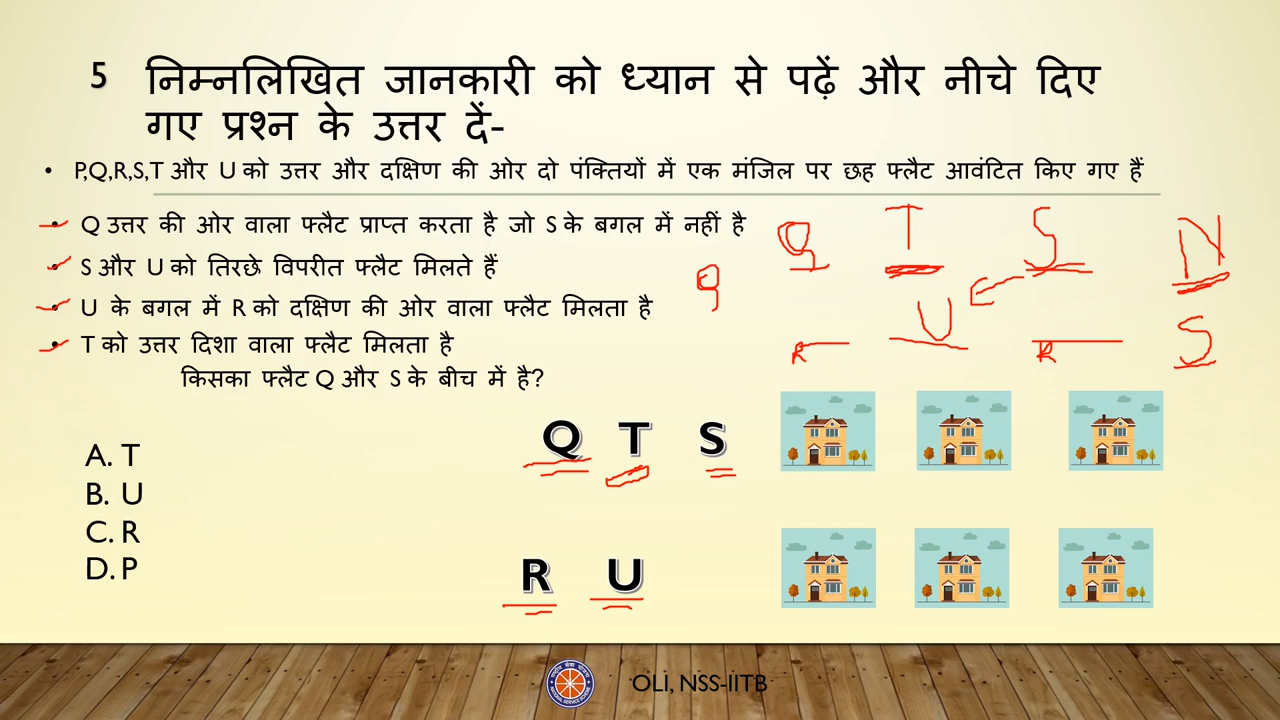 5 निम्नलिखित जानकारी को ध्यान से पढ़ें और नीचे दिए
गए प्रश्न के उत्तर दें-
• P,Q,R,S,T और U को उत्तर और दक्षिण की ओर दो पंक्तियों में एक मंजिल पर छह फ्लैट आवंटित किए गए हैं
• Q उत्तर की ओर वाला फ्लैट प्राप्त करता है जो S के बगल में नहीं है
• S और U को तिरछे विपरीत फ्लैट मिलते हैं
• U के बगल में R को दक्षिण की ओर वाला फ्लैट मिलता है
• T को उत्तर दिशा वाला फ्लैट मिलता है
किसका फ्लैट Q और S के बीच में है?
Q T S N
Q
U S
R R
A. T
B. U
C. R
D. P
Q T S
R U
OLI, NSS-IITB